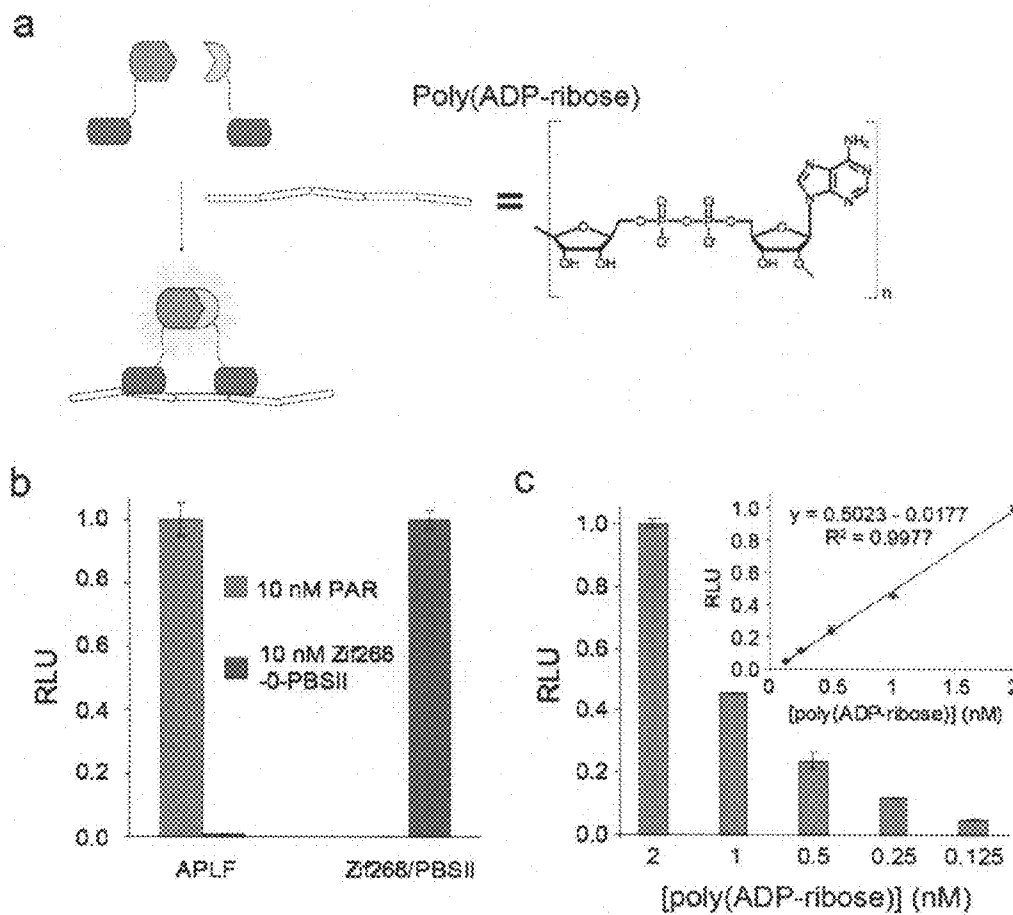 a
Poly(ADP-ribose)
=
NH₂
N
N
N
N
O
O
O
O
P
O
P
O
O
O⁻
O⁻
OH
OH
OH
O
n
b
RLU
1.0
0.8
0.6
0.4
0.2
0.0
10 nM PAR
10 nM Zif268
-0-PBSII
APLF
Zif268/PBSII
c
RLU
1.0
0.8
0.6
0.4
0.2
0.0
2
1
0.5
0.25
0.125
[poly(ADP-ribose)] (nM)
y = 0.5023 - 0.0177
R² = 0.9977
RLU
1.0
0.8
0.6
0.4
0.2
0.0
0
0.5
1
1.5
2
[poly(ADP-ribose)] (nM)